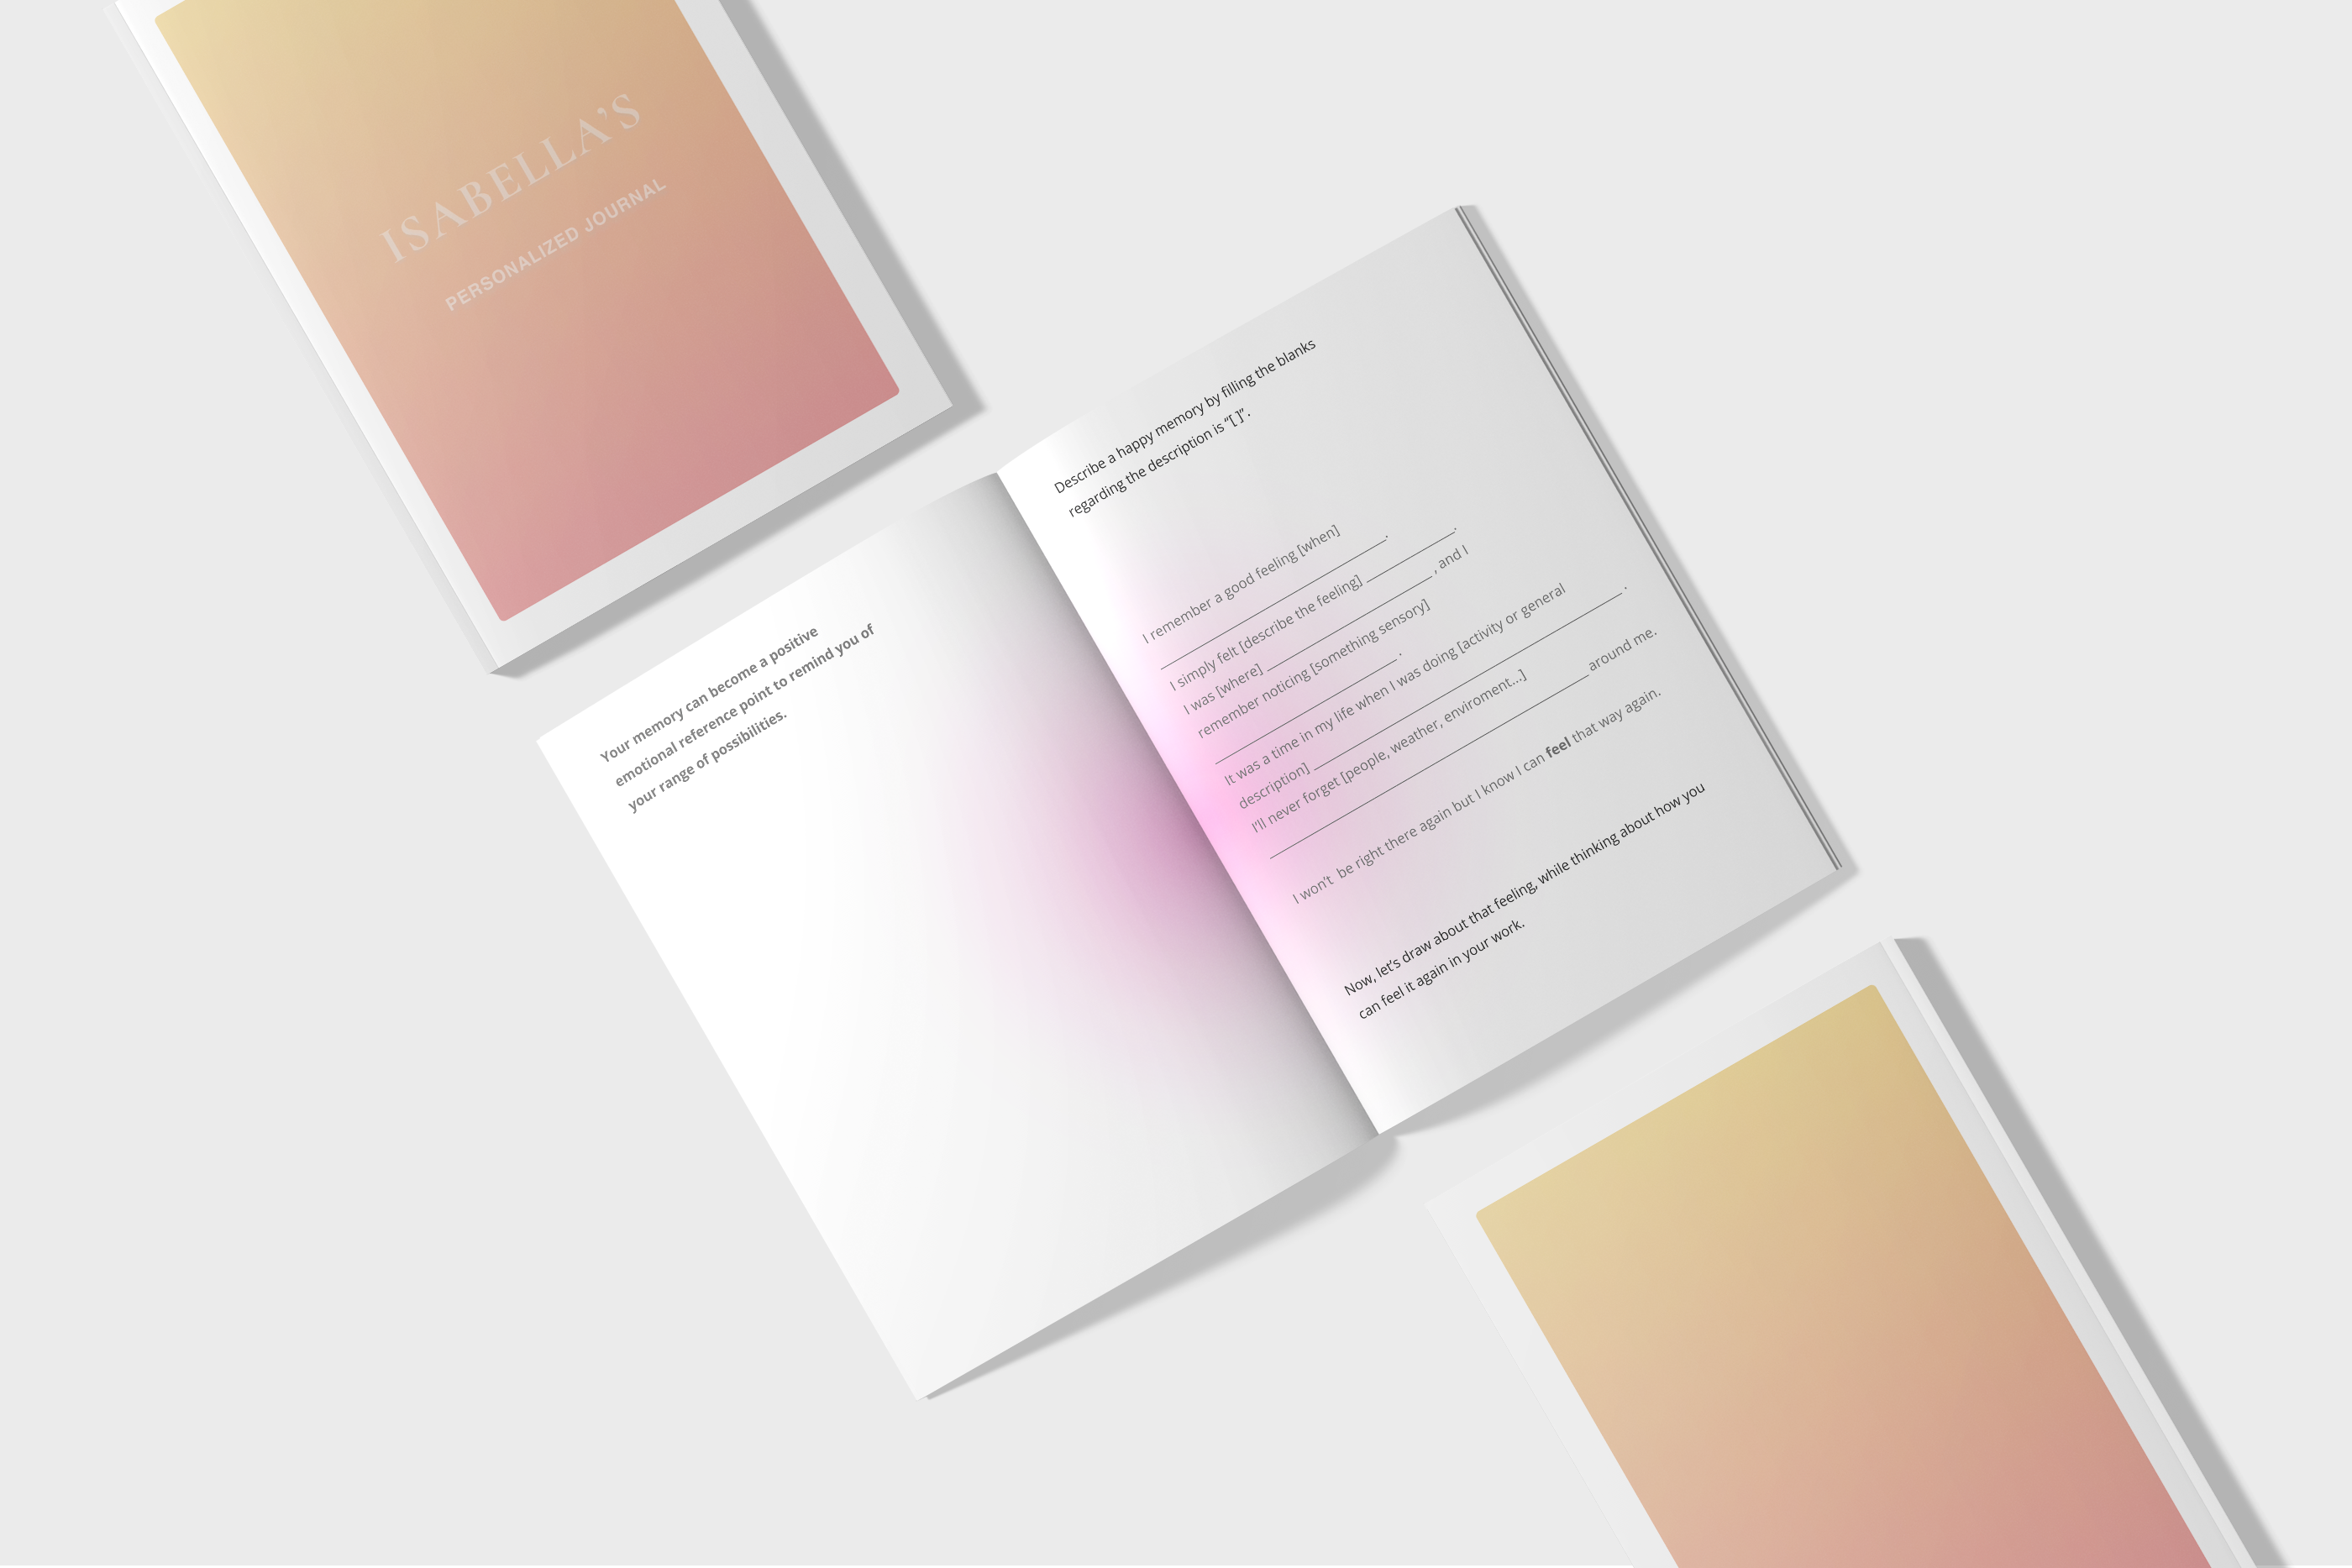 ISABELLA'S
PERSONALIZED JOURNAL
Your memory can become a positive
emotional reference point to remind you of
your range of possibilities.
Describe a happy memory by filling the blanks
regarding the description is “[ ]”.
I remember a good feeling [when]
____________________________.
I simply felt [describe the feeling] ___________.
I was [where] ____________________, and I
remember noticing [something sensory]
______________________.
It was a time in my life when I was doing [activity or general
description] ______________________________________.
I'll never forget [people, weather, enviroment...]
_______________________________________ around me.
I won't  be right there again but I know I can feel that way again.
Now, let's draw about that feeling, while thinking about how you
can feel it again in your work.